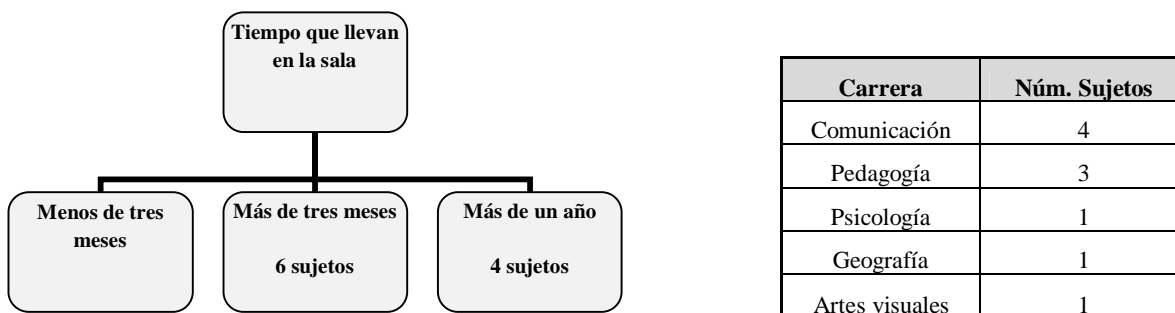 Tiempo que llevan
en la sala
Menos de tres
meses
Más de tres meses
6 sujetos
Más de un año
4 sujetos
Carrera Núm. Sujetos
Comunicación 4
Pedagogía 3
Psicología 1
Geografía 1
Artes visuales 1